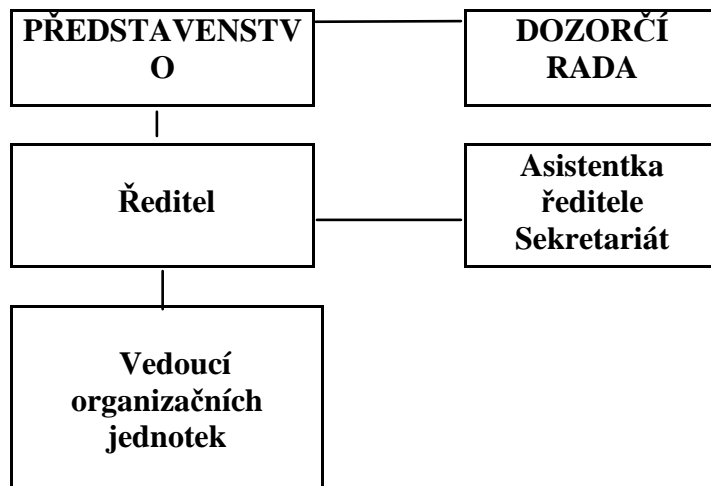 PŘEDSTAVENSTV
O
DOZORČÍ
RADA
Ředitel
Asistentka
ředitele
Sekretariát
Vedoucí
organizačních
jednotek